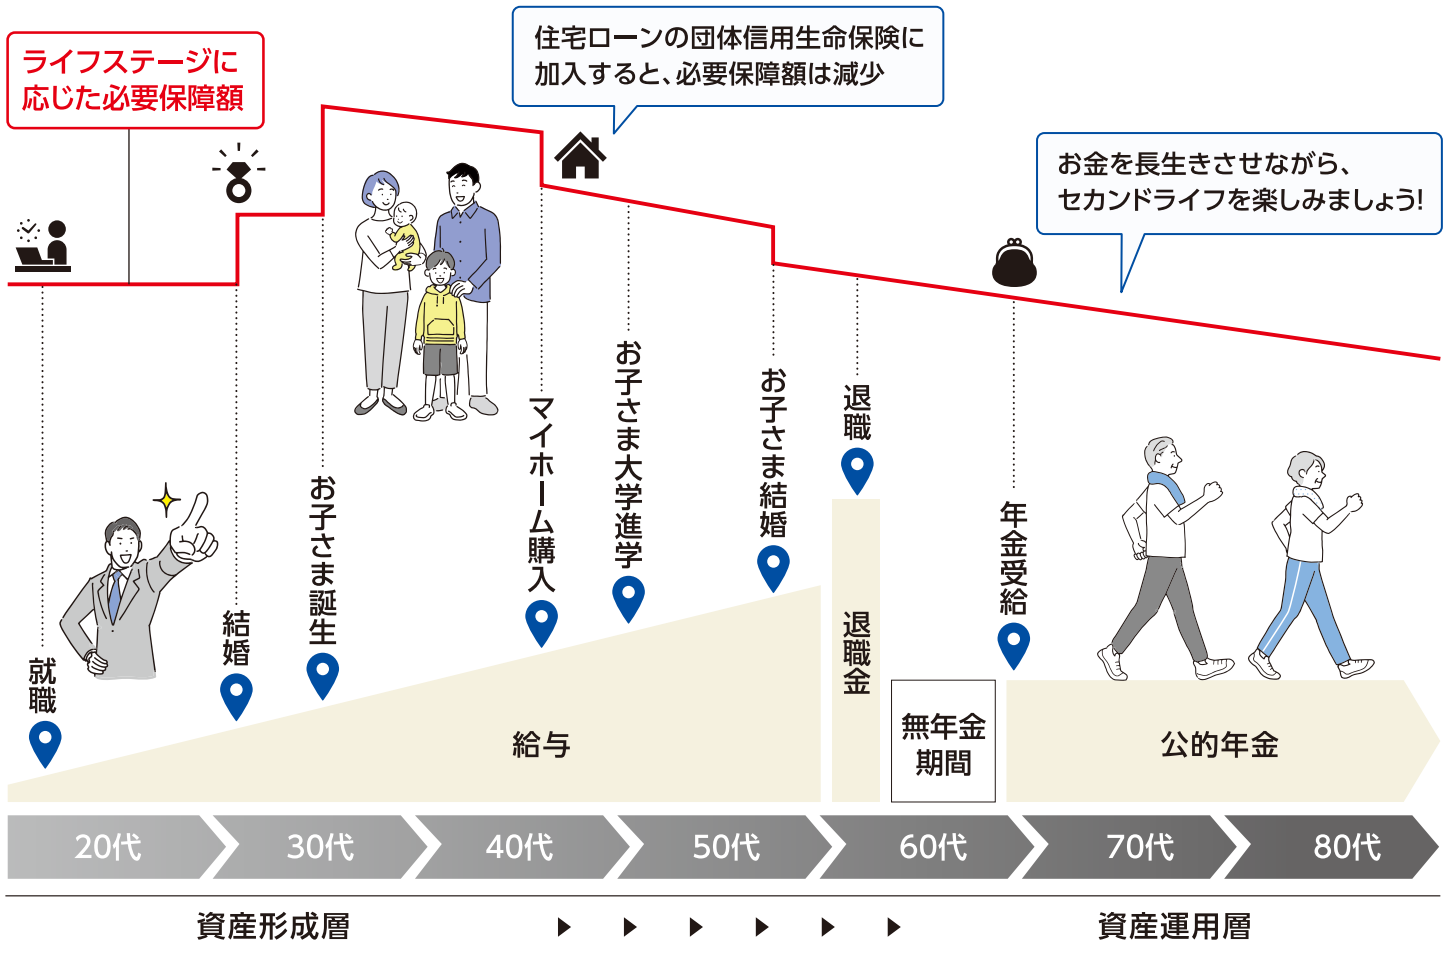 ライフステージに
応じた必要保障額
住宅ローンの団体信用生命保険に
加入すると、必要保障額は減少
お金を長生きさせながら、
セカンドライフを楽しみましょう!
就職
結婚
お子さま誕生
マイホーム購入
お子さま大学進学
お子さま結婚
退職
年金受給
給与
退職金
無年金
期間
公的年金
20代
30代
40代
50代
60代
70代
80代
資産形成層
資産運用層